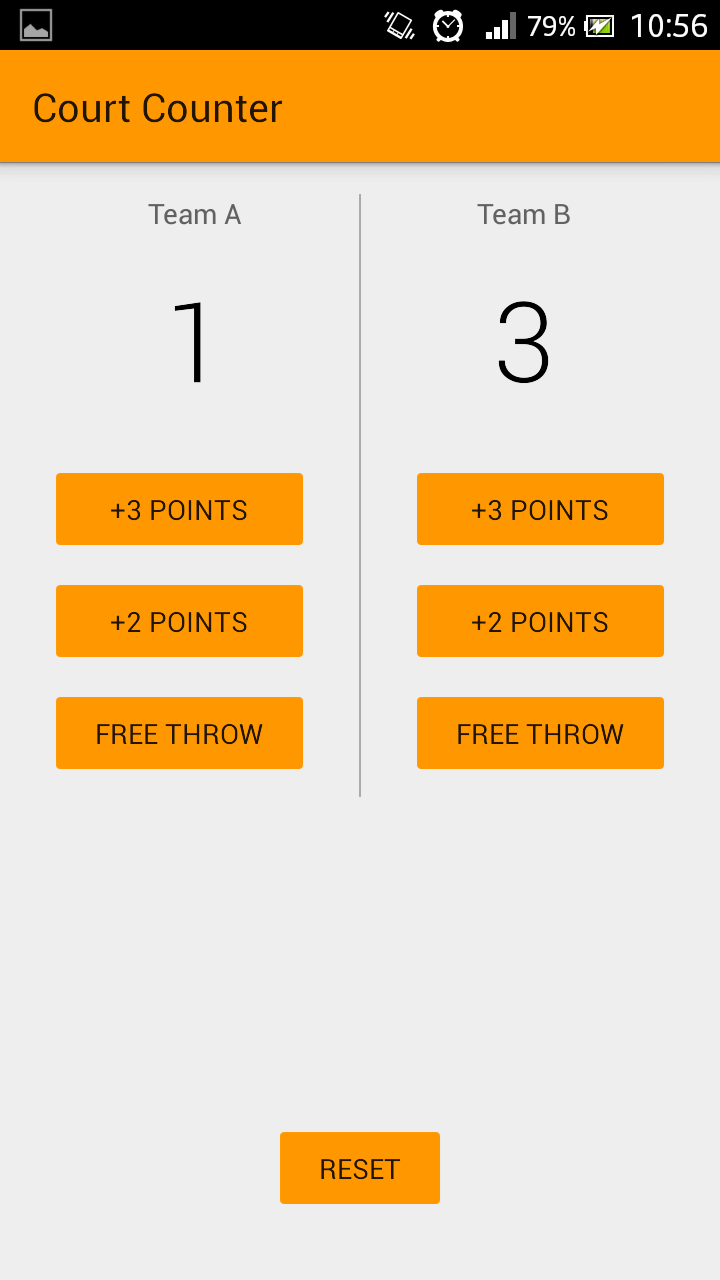 79% 10:56
Court Counter
Team A
Team B
1
3
+3 POINTS
+3 POINTS
+2 POINTS
+2 POINTS
FREE THROW
FREE THROW
RESET